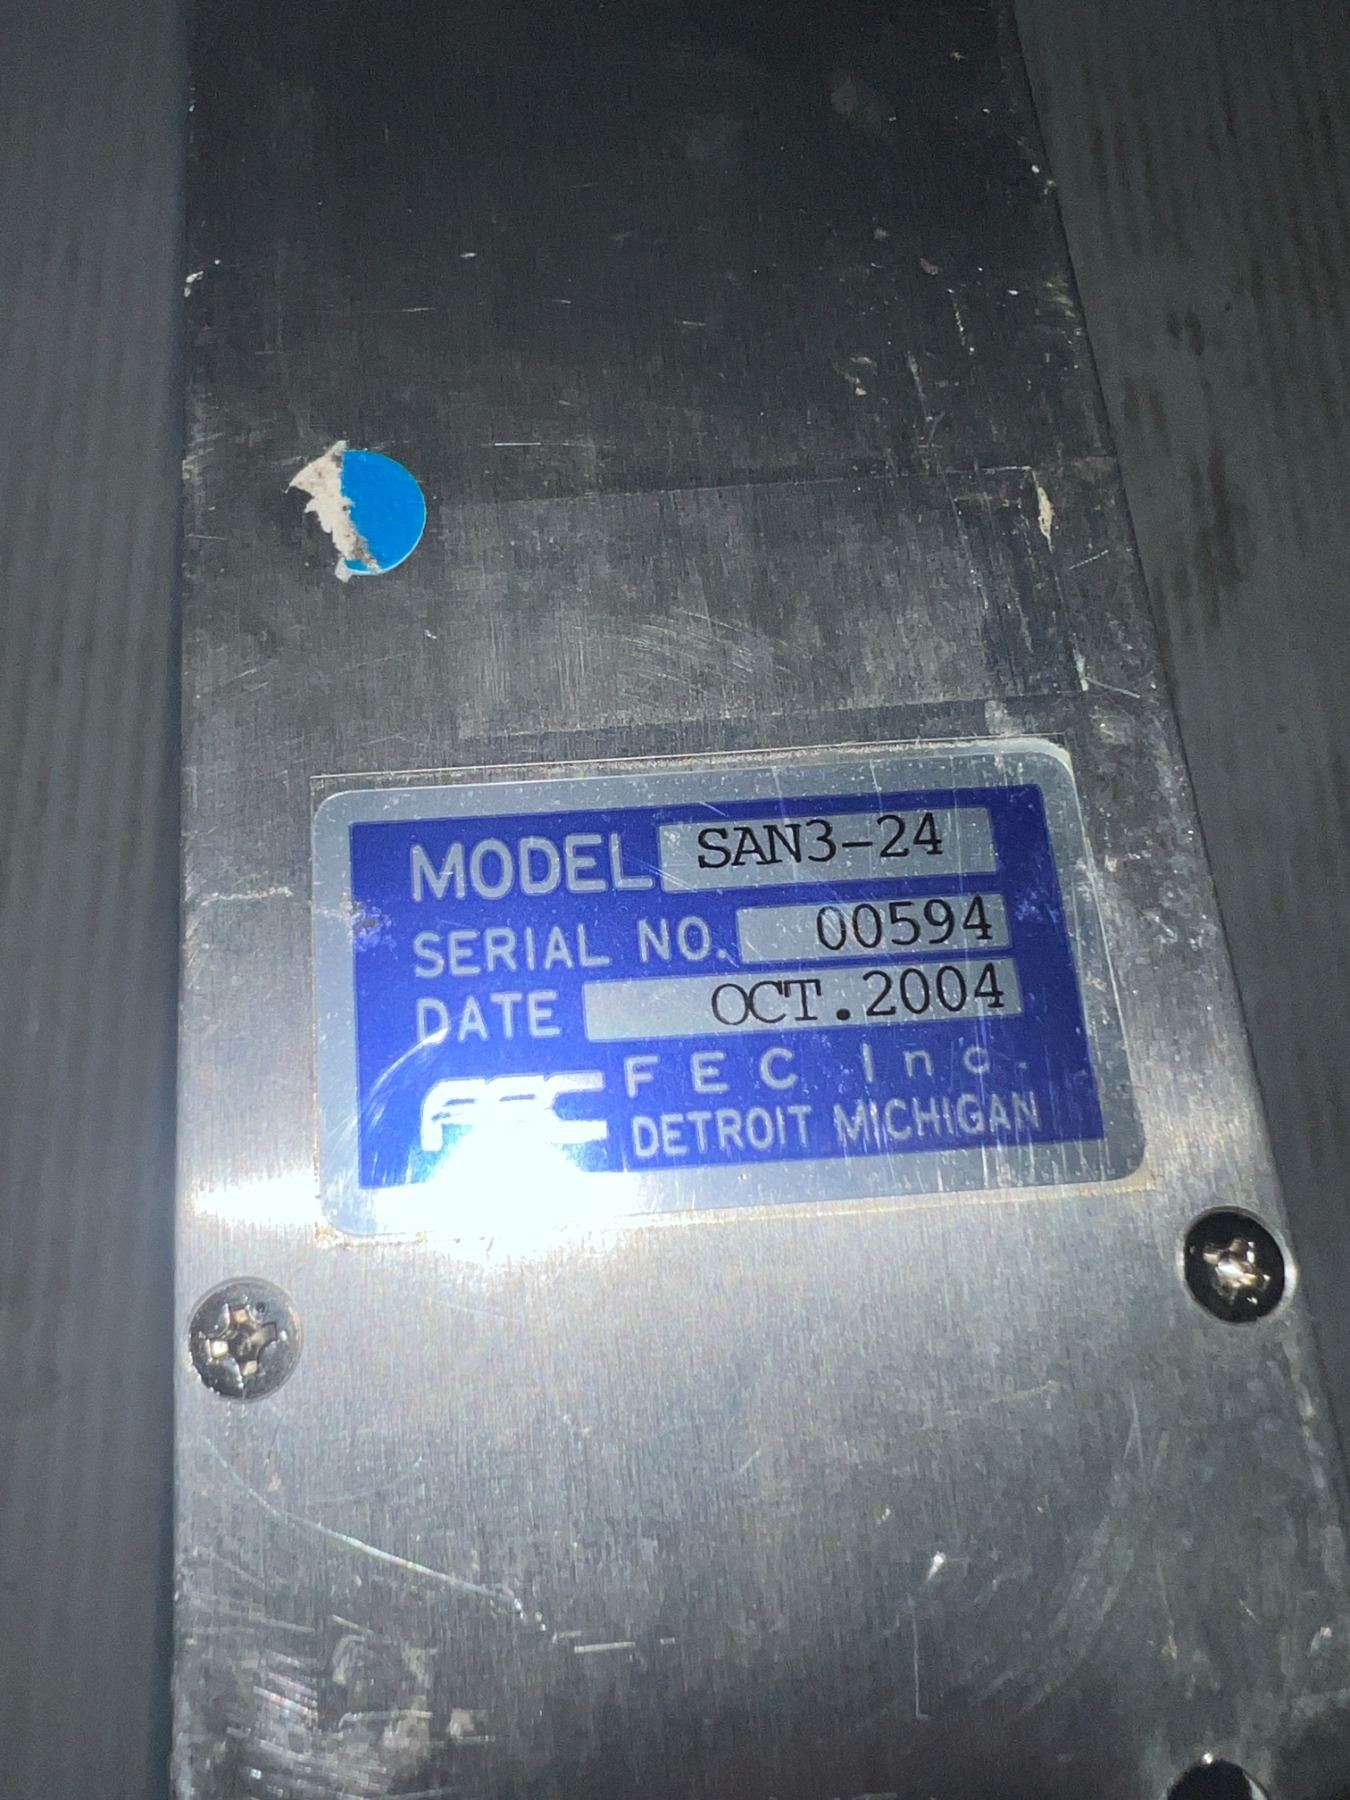 MODEL SAN3-24
SERIAL NO. 00594
DATE OCT.2004
FEC FEC Inc.
DETROIT MICHIGAN